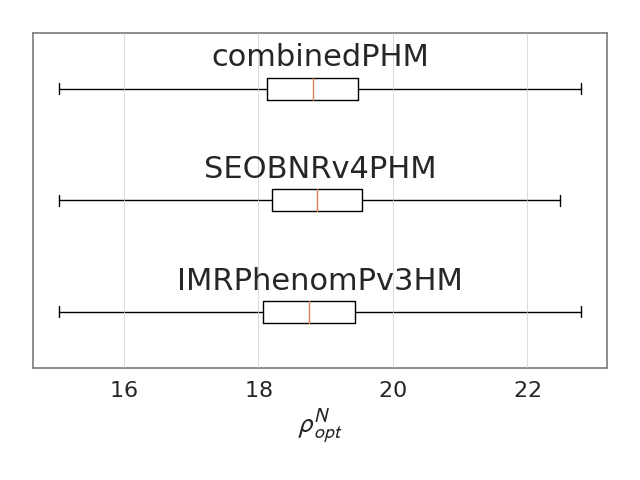 combinedPHM
SEOBNRv4PHM
IMRPhenomPv3HM
16 18 20 22
ρ^N_opt